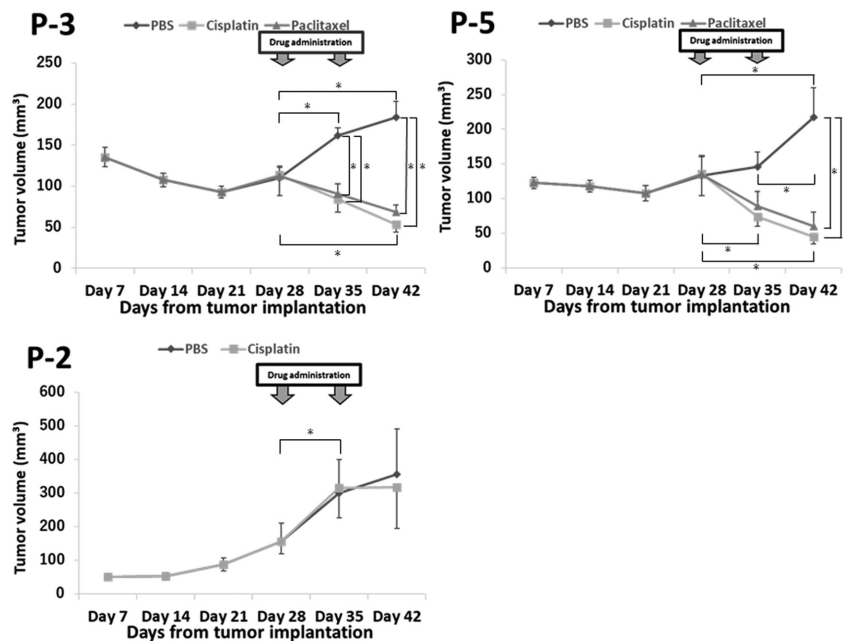 P-3
PBS Cisplatin Paclitaxel
Drug administration
Tumor volume (mm³)
250
200
150
100
50
0
* * * * * * *
Day 7 Day 14 Day 21 Day 28 Day 35 Day 42
Days from tumor implantation
P-5
PBS Cisplatin Paclitaxel
Drug administration
Tumor volume (mm³)
300
250
200
150
100
50
0
* * * * * *
Day 7 Day 14 Day 21 Day 28 Day 35 Day 42
Days from tumor implantation
P-2
PBS Cisplatin
Drug administration
Tumor volume (mm³)
600
500
400
300
200
100
0
*
Day 7 Day 14 Day 21 Day 28 Day 35 Day 42
Days from tumor implantation